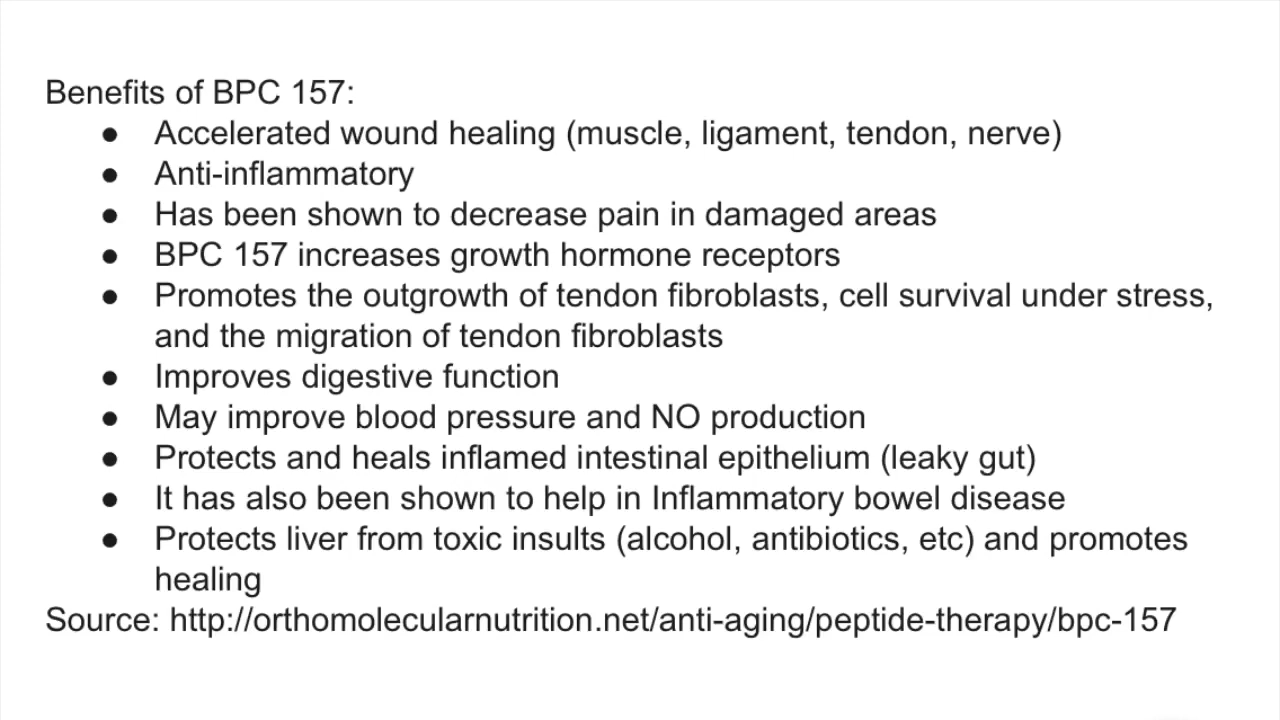 Benefits of BPC 157:
● Accelerated wound healing (muscle, ligament, tendon, nerve)
● Anti-inflammatory
● Has been shown to decrease pain in damaged areas
● BPC 157 increases growth hormone receptors
● Promotes the outgrowth of tendon fibroblasts, cell survival under stress,
and the migration of tendon fibroblasts
● Improves digestive function
● May improve blood pressure and NO production
● Protects and heals inflamed intestinal epithelium (leaky gut)
● It has also been shown to help in Inflammatory bowel disease
● Protects liver from toxic insults (alcohol, antibiotics, etc) and promotes
healing
Source: http://orthomolecularnutrition.net/anti-aging/peptide-therapy/bpc-157